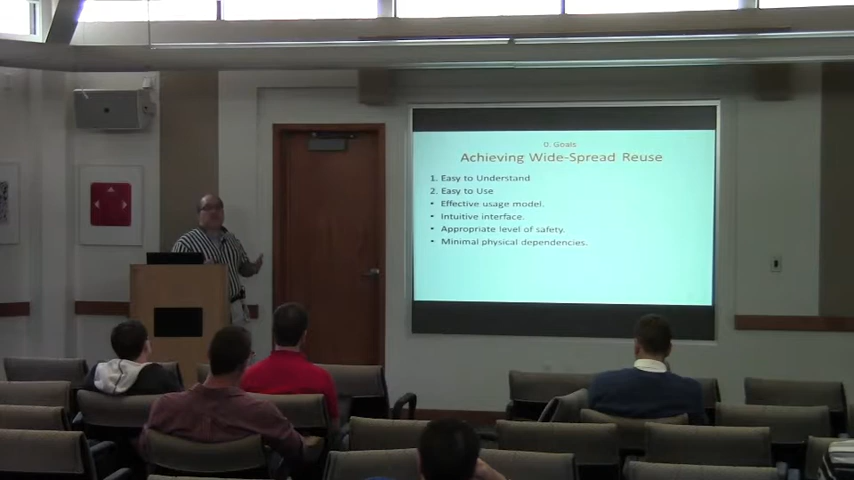 0. Goals
Achieving Wide-Spread Reuse
1. Easy to Understand
2. Easy to Use
• Effective usage model.
• Intuitive interface.
• Appropriate level of safety.
• Minimal physical dependencies.